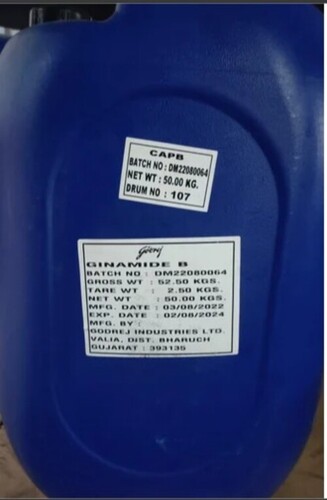 CAPB
BATCH NO : DM22080064
NET WT : 50.00 KG.
DRUM NO : 107
Godrej
GINAMIDE B
BATCH NO : DM22080064
GROSS WT : 52.50 KGS.
TARE WT : 2.50 KGS.
NET WT : 50.00 KGS.
MFG. DATE : 03/08/2022
EXP. DATE : 02/08/2024
MFG. BY :
GODREJ INDUSTRIES LTD.
VALIA, DIST. BHARUCH
GUJARAT : 393135